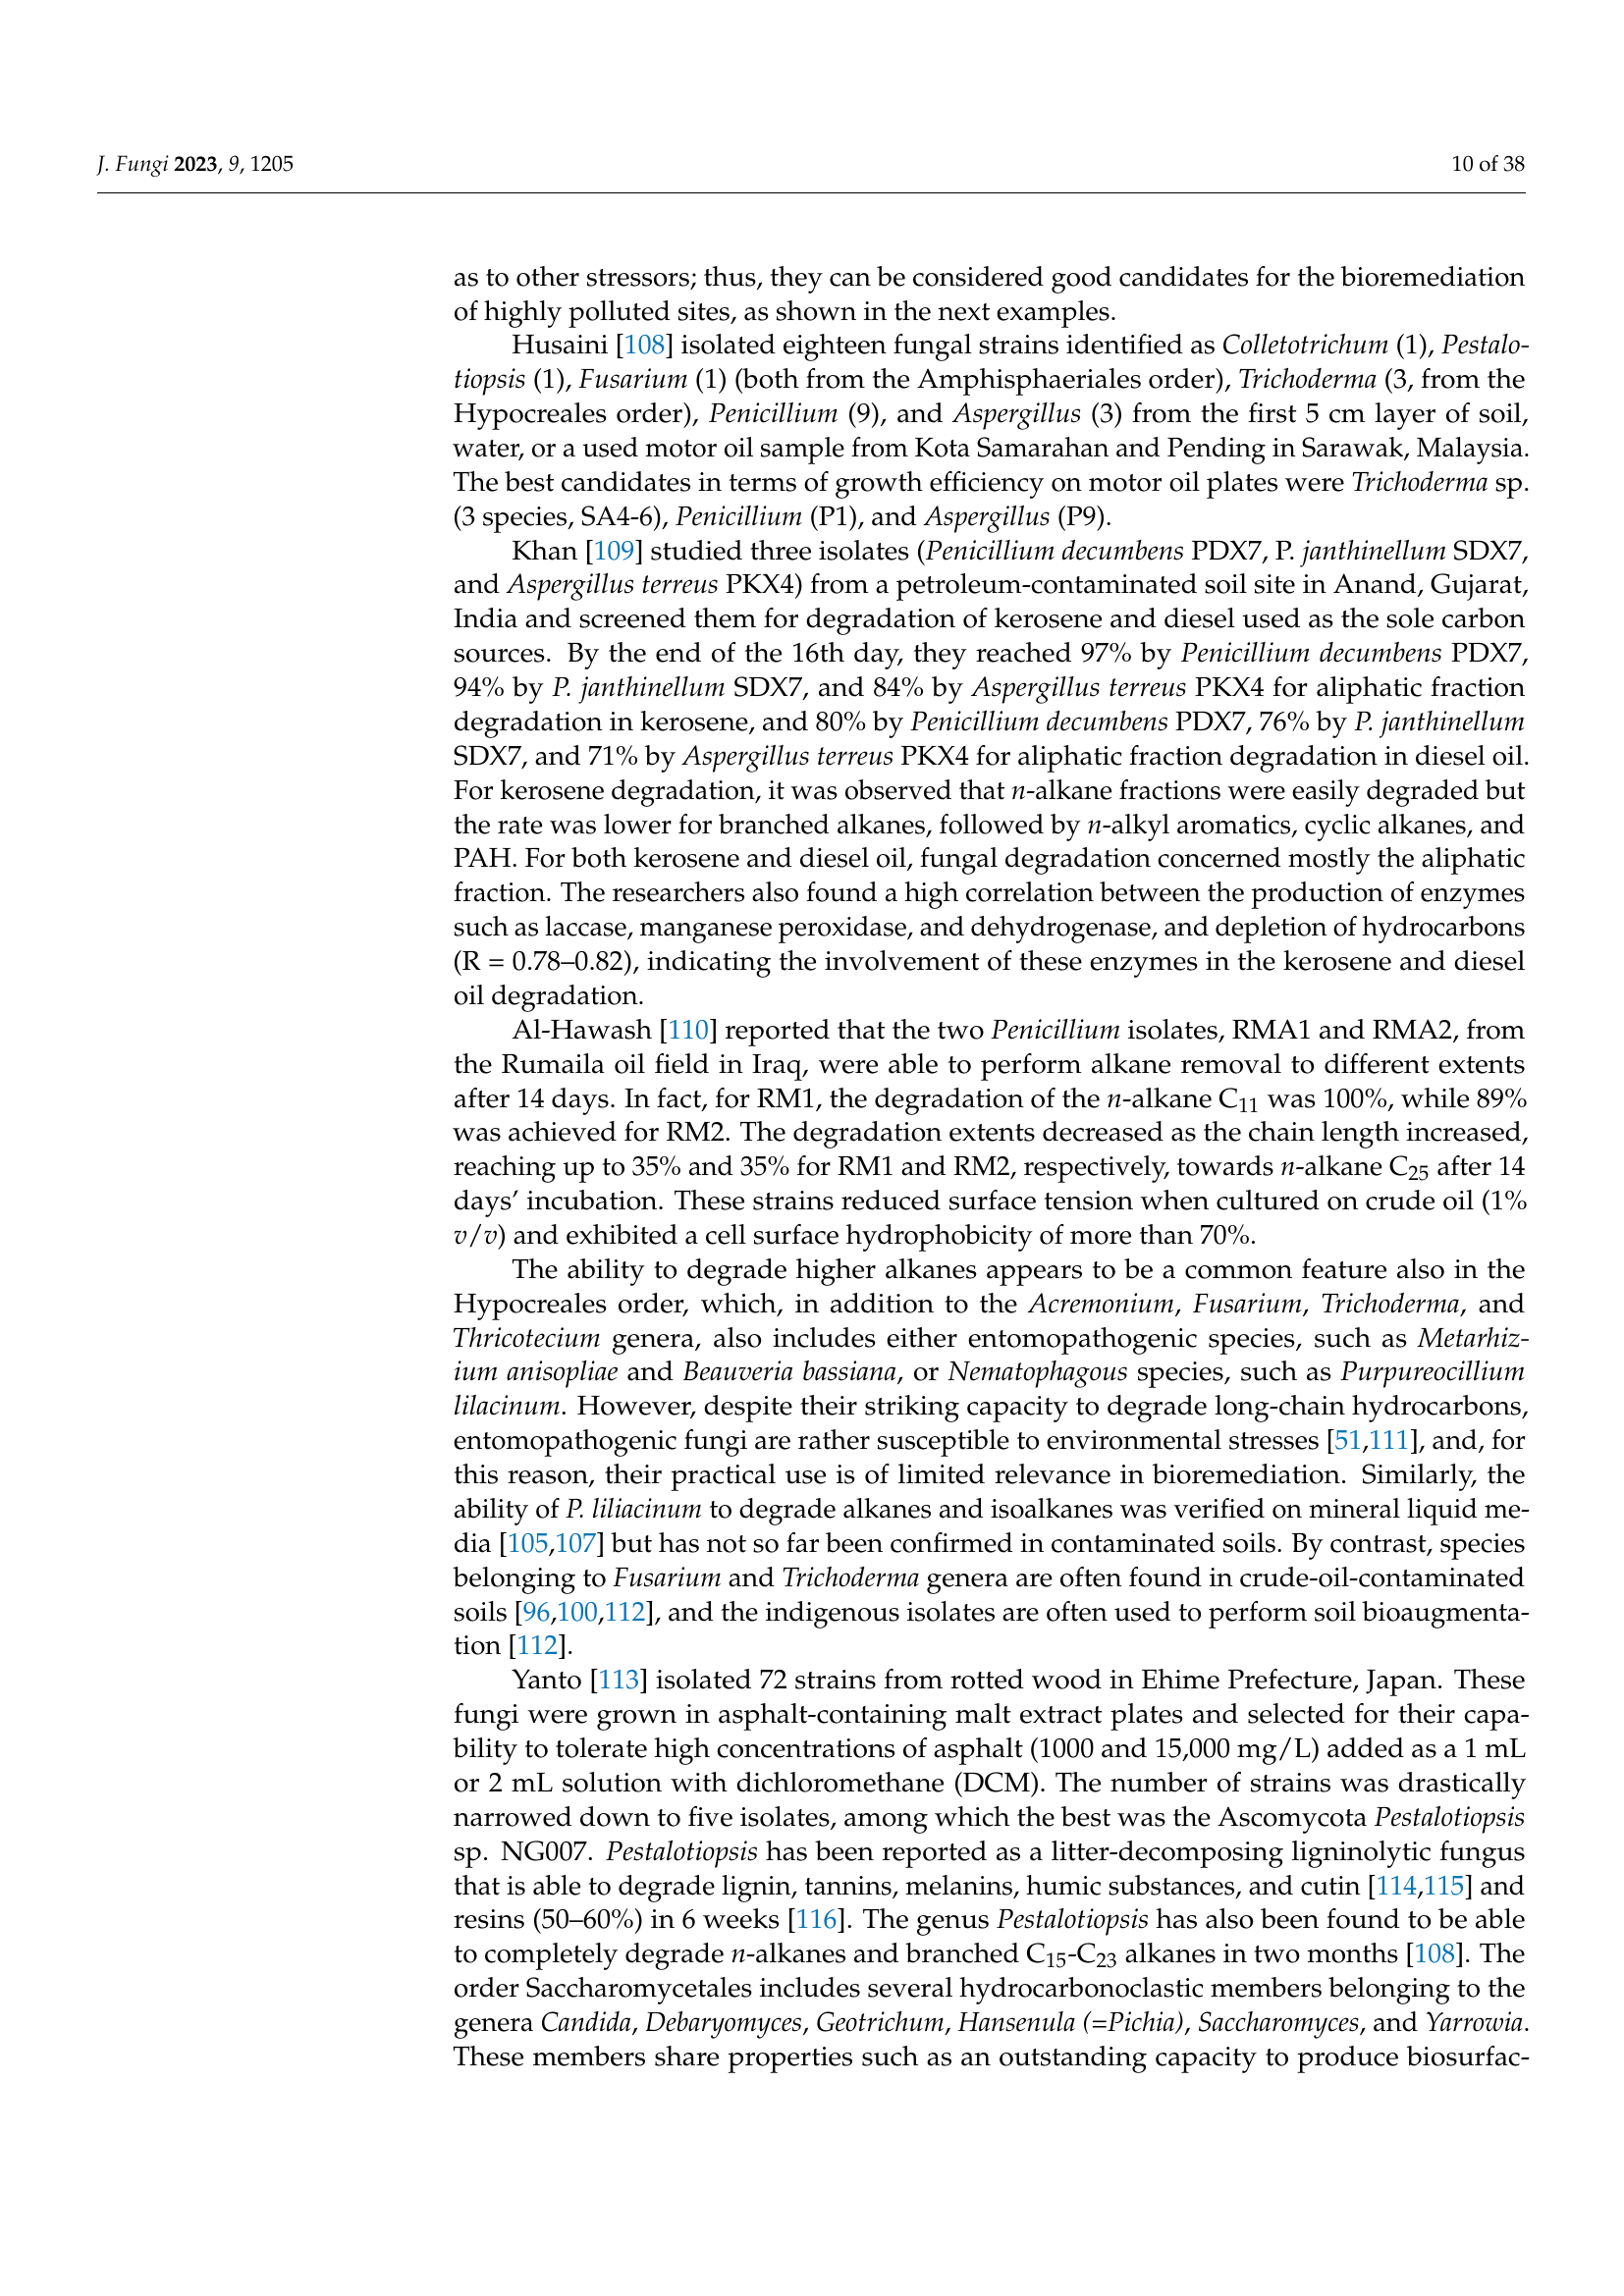 J. Fungi 2023, 9, 1205
10 of 38
as to other stressors; thus, they can be considered good candidates for the bioremediation
of highly polluted sites, as shown in the next examples.
Husaini [108] isolated eighteen fungal strains identified as Colletotrichum (1), Pestalo-
tiopsis (1), Fusarium (1) (both from the Amphisphaeriales order), Trichoderma (3, from the
Hypocreales order), Penicillium (9), and Aspergillus (3) from the first 5 cm layer of soil,
water, or a used motor oil sample from Kota Samarahan and Pending in Sarawak, Malaysia.
The best candidates in terms of growth efficiency on motor oil plates were Trichoderma sp.
(3 species, SA4-6), Penicillium (P1), and Aspergillus (P9).
Khan [109] studied three isolates (Penicillium decumbens PDX7, P. janthinellum SDX7,
and Aspergillus terreus PKX4) from a petroleum-contaminated soil site in Anand, Gujarat,
India and screened them for degradation of kerosene and diesel used as the sole carbon
sources. By the end of the 16th day, they reached 97% by Penicillium decumbens PDX7,
94% by P. janthinellum SDX7, and 84% by Aspergillus terreus PKX4 for aliphatic fraction
degradation in kerosene, and 80% by Penicillium decumbens PDX7, 76% by P. janthinellum
SDX7, and 71% by Aspergillus terreus PKX4 for aliphatic fraction degradation in diesel oil.
For kerosene degradation, it was observed that n-alkane fractions were easily degraded but
the rate was lower for branched alkanes, followed by n-alkyl aromatics, cyclic alkanes, and
PAH. For both kerosene and diesel oil, fungal degradation concerned mostly the aliphatic
fraction. The researchers also found a high correlation between the production of enzymes
such as laccase, manganese peroxidase, and dehydrogenase, and depletion of hydrocarbons
(R = 0.78–0.82), indicating the involvement of these enzymes in the kerosene and diesel
oil degradation.
Al-Hawash [110] reported that the two Penicillium isolates, RMA1 and RMA2, from
the Rumaila oil field in Iraq, were able to perform alkane removal to different extents
after 14 days. In fact, for RM1, the degradation of the n-alkane C11 was 100%, while 89%
was achieved for RM2. The degradation extents decreased as the chain length increased,
reaching up to 35% and 35% for RM1 and RM2, respectively, towards n-alkane C25 after 14
days’ incubation. These strains reduced surface tension when cultured on crude oil (1%
v/v) and exhibited a cell surface hydrophobicity of more than 70%.
The ability to degrade higher alkanes appears to be a common feature also in the
Hypocreales order, which, in addition to the Acremonium, Fusarium, Trichoderma, and
Thricotecium genera, also includes either entomopathogenic species, such as Metarhiz-
ium anisopliae and Beauveria bassiana, or Nematophagous species, such as Purpureocillium
lilacinum. However, despite their striking capacity to degrade long-chain hydrocarbons,
entomopathogenic fungi are rather susceptible to environmental stresses [51,111], and, for
this reason, their practical use is of limited relevance in bioremediation. Similarly, the
ability of P. liliacinum to degrade alkanes and isoalkanes was verified on mineral liquid me-
dia [105,107] but has not so far been confirmed in contaminated soils. By contrast, species
belonging to Fusarium and Trichoderma genera are often found in crude-oil-contaminated
soils [96,100,112], and the indigenous isolates are often used to perform soil bioaugmenta-
tion [112].
Yanto [113] isolated 72 strains from rotted wood in Ehime Prefecture, Japan. These
fungi were grown in asphalt-containing malt extract plates and selected for their capa-
bility to tolerate high concentrations of asphalt (1000 and 15,000 mg/L) added as a 1 mL
or 2 mL solution with dichloromethane (DCM). The number of strains was drastically
narrowed down to five isolates, among which the best was the Ascomycota Pestalotiopsis
sp. NG007. Pestalotiopsis has been reported as a litter-decomposing ligninolytic fungus
that is able to degrade lignin, tannins, melanins, humic substances, and cutin [114,115] and
resins (50–60%) in 6 weeks [116]. The genus Pestalotiopsis has also been found to be able
to completely degrade n-alkanes and branched C15-C23 alkanes in two months [108]. The
order Saccharomycetales includes several hydrocarbonoclastic members belonging to the
genera Candida, Debaryomyces, Geotrichum, Hansenula (=Pichia), Saccharomyces, and Yarrowia.
These members share properties such as an outstanding capacity to produce biosurfac-